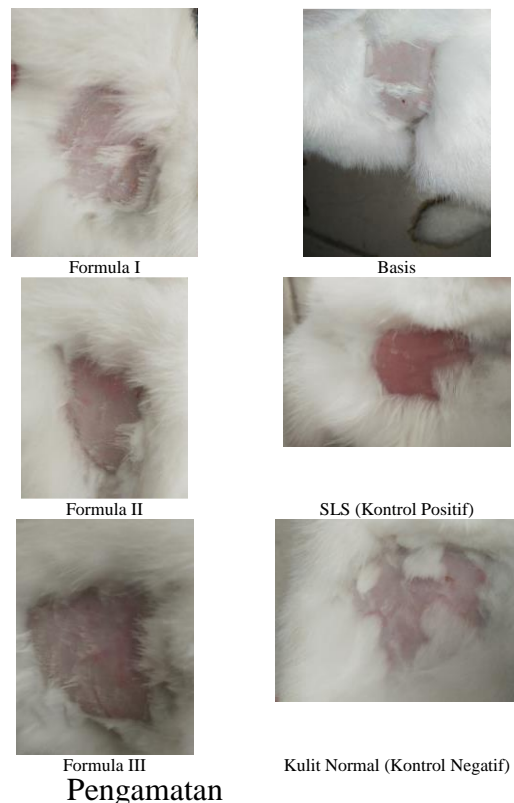 Formula I
Basis
Formula II
SLS (Kontrol Positif)
Formula III
Kulit Normal (Kontrol Negatif)
Pengamatan